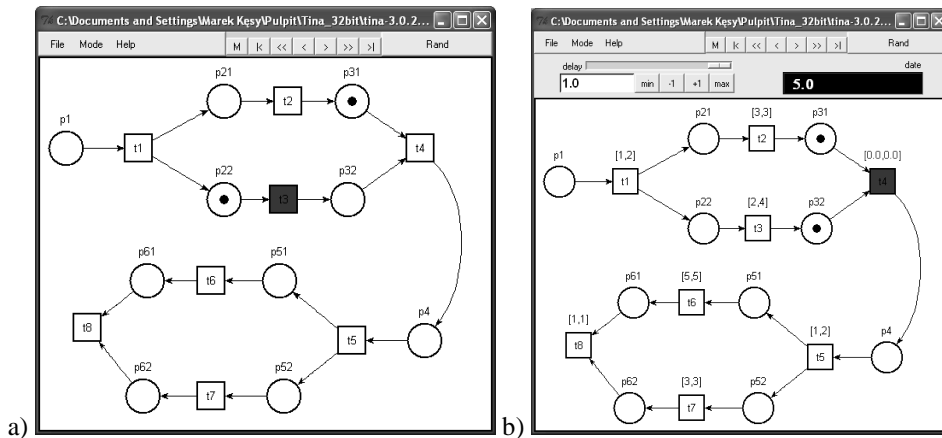 C:\Documents and Settings\Marek Kęsy\Pulpit\Tina_32bit\tina-3.0.2...
File Mode Help M |< << < > >> >| Rand
p21 p31
t2
p1
t1 t4
p22 p32
t3
p61 p51
t6
t8 p4
t5
p62 p52
t7
a)
C:\Documents and Settings\Marek Kęsy\Pulpit\Tina_32bit\tina-3.0.2...
File Mode Help M |< << < > >> >| Rand
delay date
1.0 min -1 +1 max 5.0
p21 [3,3] p31
t2
p1 [1,2] [0.0,0.0]
t1 t4
p22 [2,4] p32
t3
p61 [5,5] p51
t6
[1,1] [1,2] p4
t8 t5
p62 [3,3] p52
t7
b)